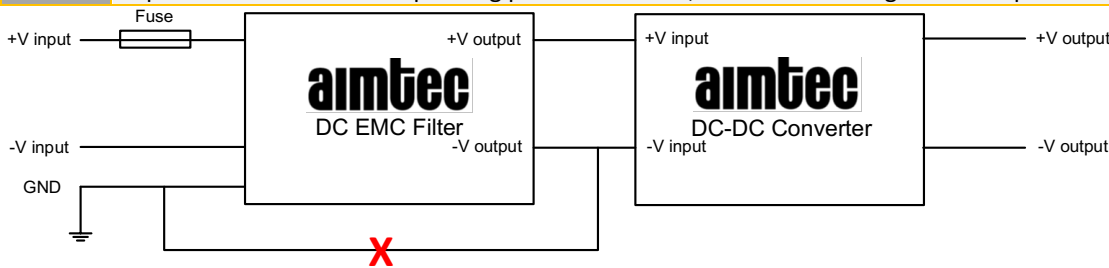 Fuse
+V input
+V output
+V input
+V output
aimtec
aimtec
DC EMC Filter
DC-DC Converter
-V input
-V output
-V input
-V output
GND
X